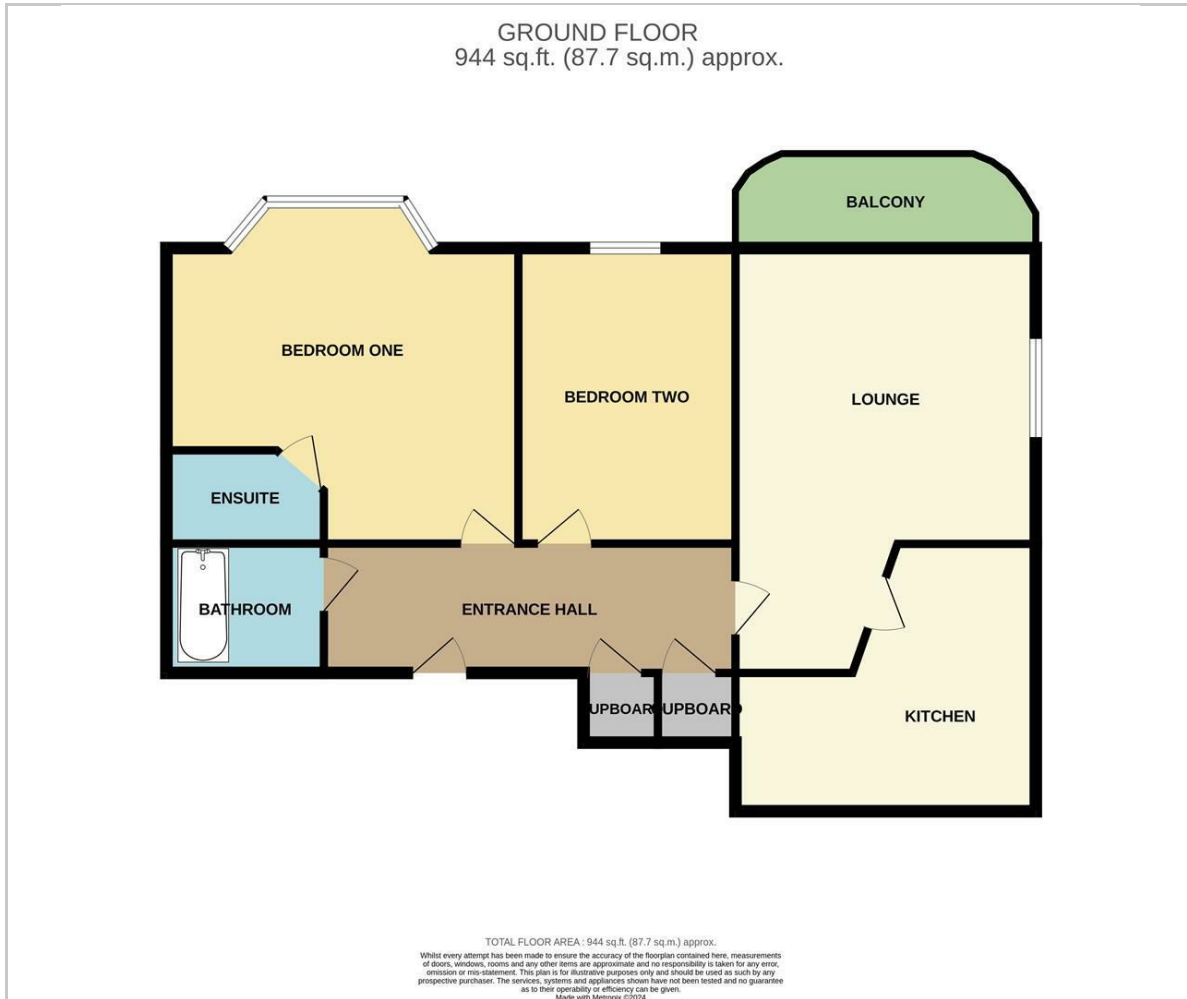 GROUND FLOOR
944 sq.ft. (87.7 sq.m.) approx.
BALCONY
BEDROOM ONE
BEDROOM TWO
LOUNGE
ENSUITE
BATHROOM
ENTRANCE HALL
UPBOAR
UPBOARD
KITCHEN
TOTAL FLOOR AREA : 944 sq.ft. (87.7 sq.m.) approx.
Whilst every attempt has been made to ensure the accuracy of the floorplan contained here, measurements
of doors, windows, rooms and any other items are approximate and no responsibility is taken for any error,
omission or mis-statement. This plan is for illustrative purposes only and should be used as such by any
prospective purchaser. The services, systems and appliances shown have not been tested and no guarantee
as to their operability or efficiency can be given.
Made with Metropix ©2024